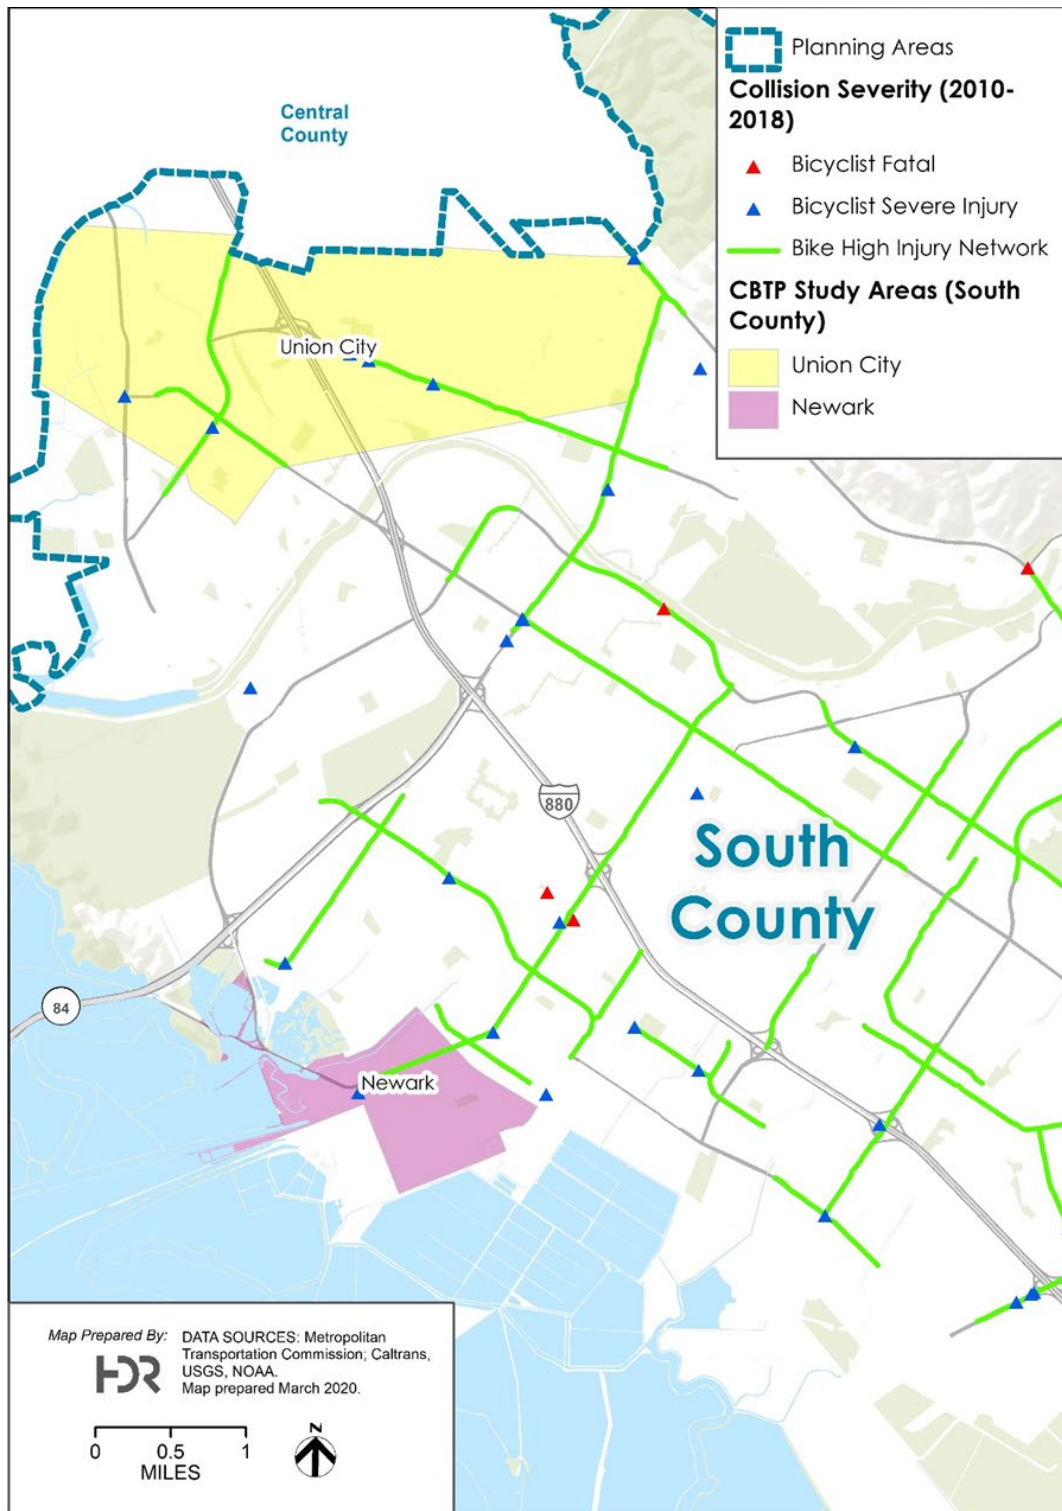 Planning Areas
Collision Severity (2010-
2018)
Bicyclist Fatal
Bicyclist Severe Injury
Bike High Injury Network
CBTP Study Areas (South
County)
Union City
Newark
Central
County
Union City
880
South
County
84
Newark
Map Prepared By:
HDR
DATA SOURCES: Metropolitan
Transportation Commission; Caltrans,
USGS, NOAA.
Map prepared March 2020.
0 0.5 1
MILES
N